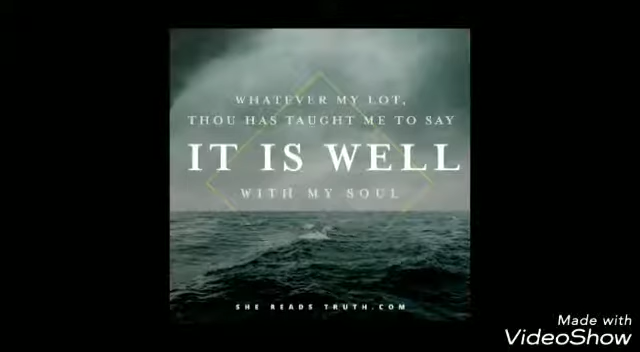 WHATEVER MY LOT,
THOU HAS TAUGHT ME TO SAY
IT IS WELL
WITH MY SOUL
SHE READS TRUTH.COM
Made with
VideoShow